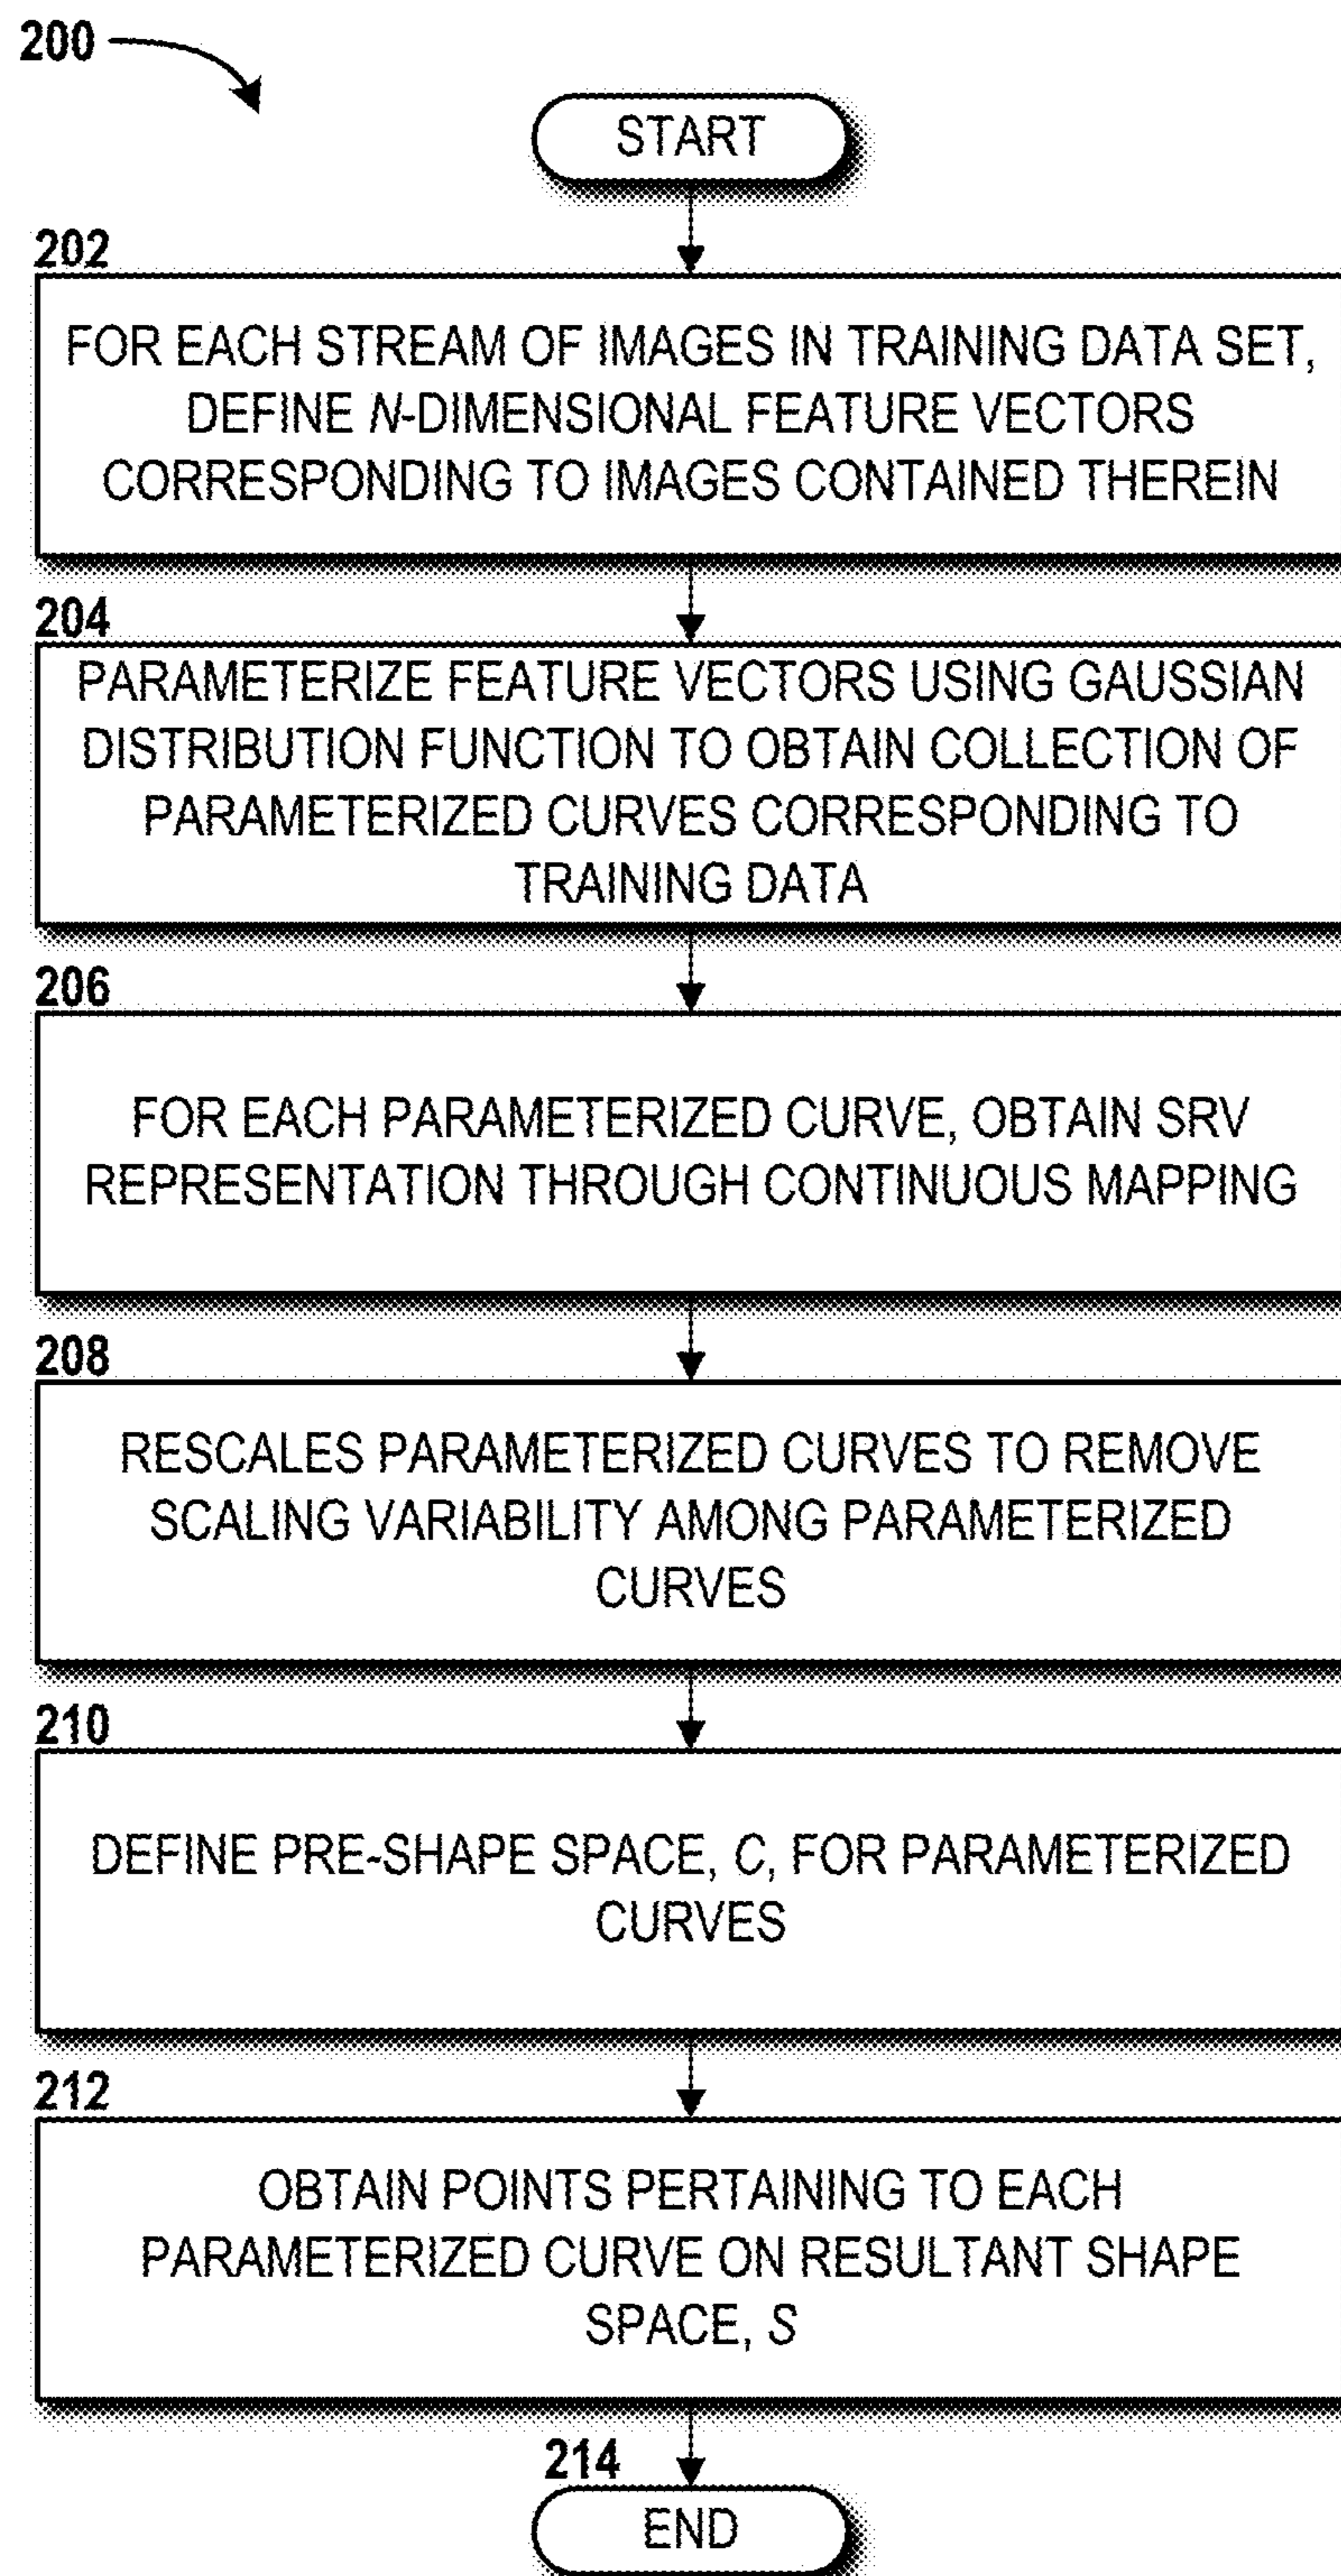 200
START
202
FOR EACH STREAM OF IMAGES IN TRAINING DATA SET,
DEFINE N-DIMENSIONAL FEATURE VECTORS
CORRESPONDING TO IMAGES CONTAINED THEREIN
204
PARAMETERIZE FEATURE VECTORS USING GAUSSIAN
DISTRIBUTION FUNCTION TO OBTAIN COLLECTION OF
PARAMETERIZED CURVES CORRESPONDING TO
TRAINING DATA
206
FOR EACH PARAMETERIZED CURVE, OBTAIN SRV
REPRESENTATION THROUGH CONTINUOUS MAPPING
208
RESCALES PARAMETERIZED CURVES TO REMOVE
SCALING VARIABILITY AMONG PARAMETERIZED
CURVES
210
DEFINE PRE-SHAPE SPACE, C, FOR PARAMETERIZED
CURVES
212
OBTAIN POINTS PERTAINING TO EACH
PARAMETERIZED CURVE ON RESULTANT SHAPE
SPACE, S
214
END